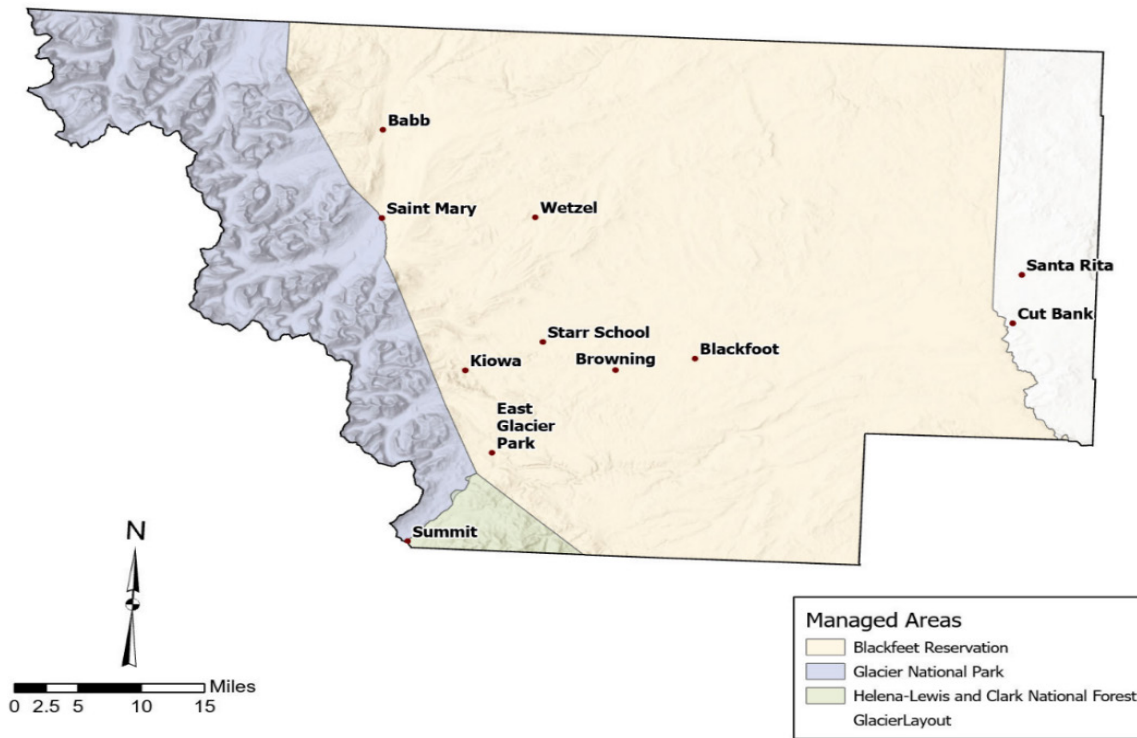 Babb
Saint Mary
Wetzel
Santa Rita
Cut Bank
Starr School
Blackfoot
Kiowa
Browning
East
Glacier
Park
Summit
N
Miles
0 2.5 5 10 15
Managed Areas
Blackfeet Reservation
Glacier National Park
Helena-Lewis and Clark National Forest
GlacierLayout